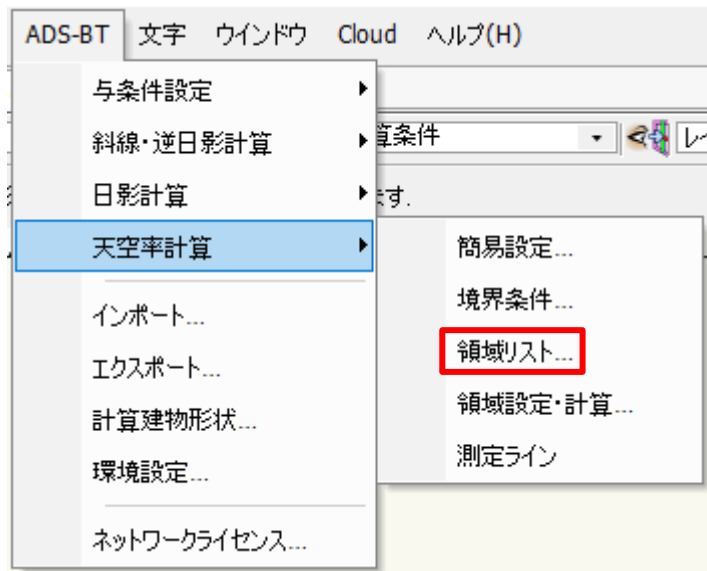 ADS-BT 文字 ウインドウ Cloud ヘルプ(H)
与条件設定
斜線・逆日影計算
算条件
レイ
日影計算
ます.
天空率計算
簡易設定...
境界条件...
インポート...
領域リスト...
エクスポート...
領域設定・計算...
計算建物形状...
測定ライン
環境設定...
ネットワークライセンス...